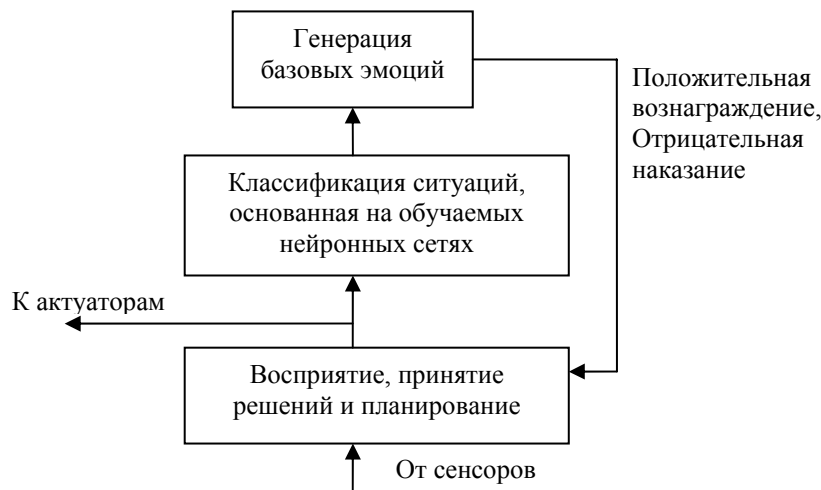 Генерация
базовых эмоций
Положительная
вознаграждение,
Отрицательная
наказание
Классификация ситуаций,
основанная на обучаемых
нейронных сетях
К актуаторам
Восприятие, принятие
решений и планирование
От сенсоров